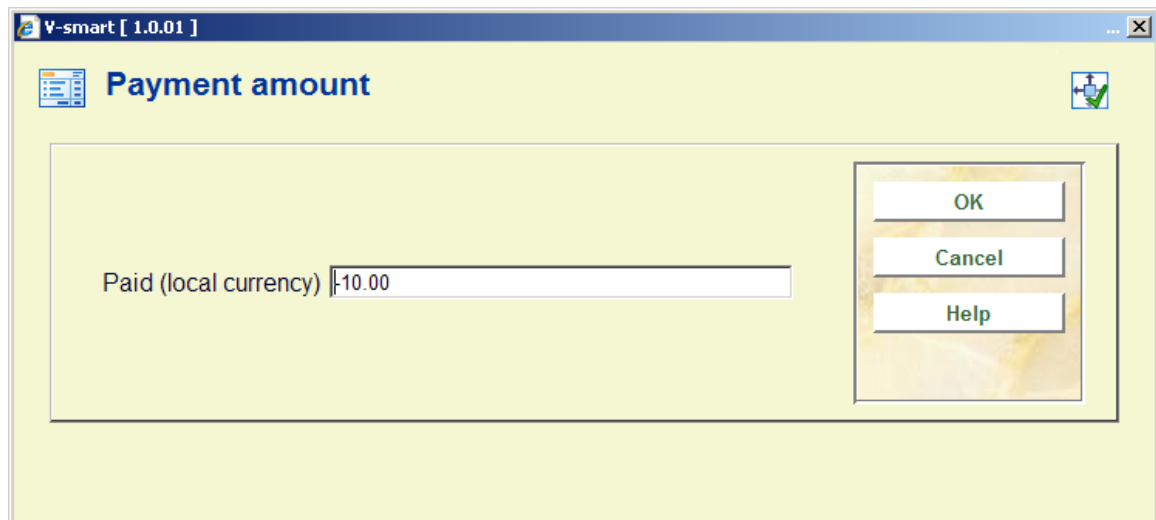 V-smart [ 1.0.01 ]
...
Payment amount
OK
Cancel
Paid (local currency) -10.00
Help